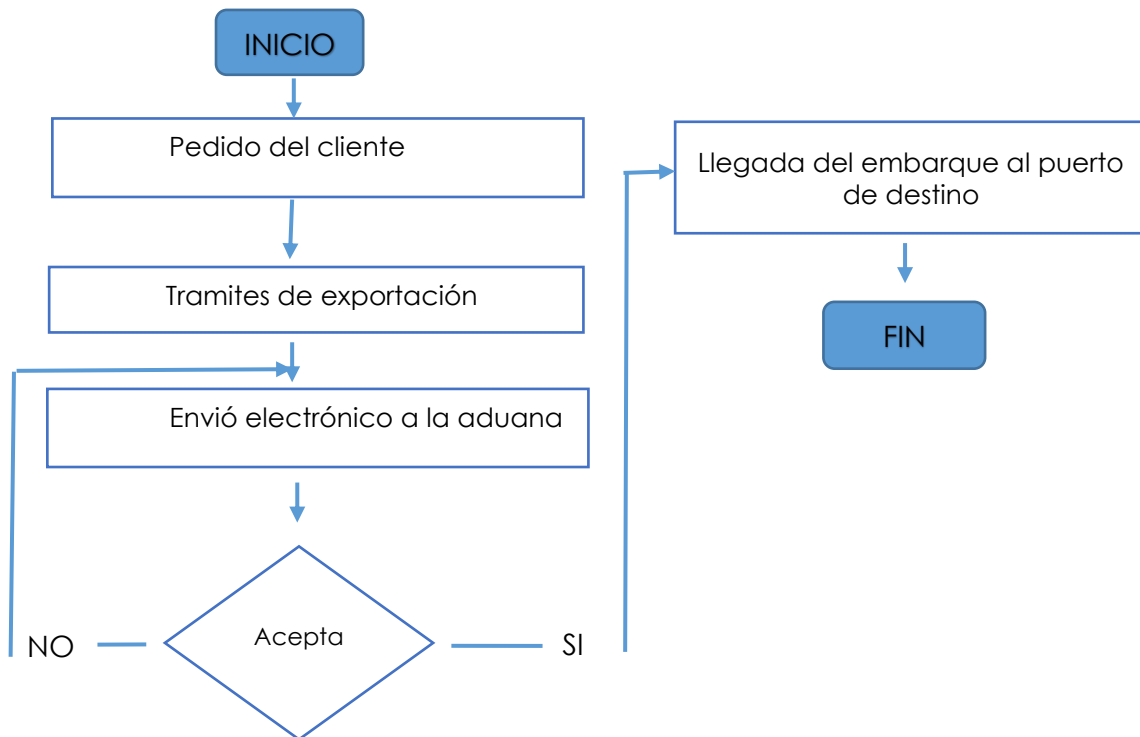 INICIO
Pedido del cliente
Tramites de exportación
Envió electrónico a la aduana
Acepta
NO
SI
Llegada del embarque al puerto
de destino
FIN